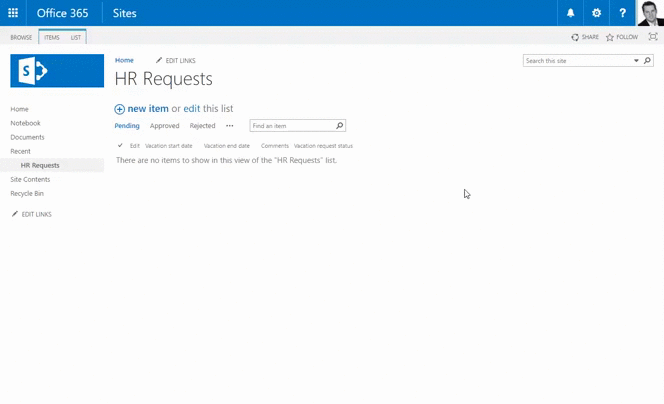 Office 365 Sites ?
BROWSE ITEMS LIST SHARE FOLLOW
S Home EDIT LINKS Search this site
HR Requests
Home
Notebook
Documents
Recent
HR Requests
Site Contents
Recycle Bin
EDIT LINKS
new item or edit this list
Pending Approved Rejected ••• Find an item
Edit Vacation start date Vacation end date Comments Vacation request status
There are no items to show in this view of the "HR Requests" list.